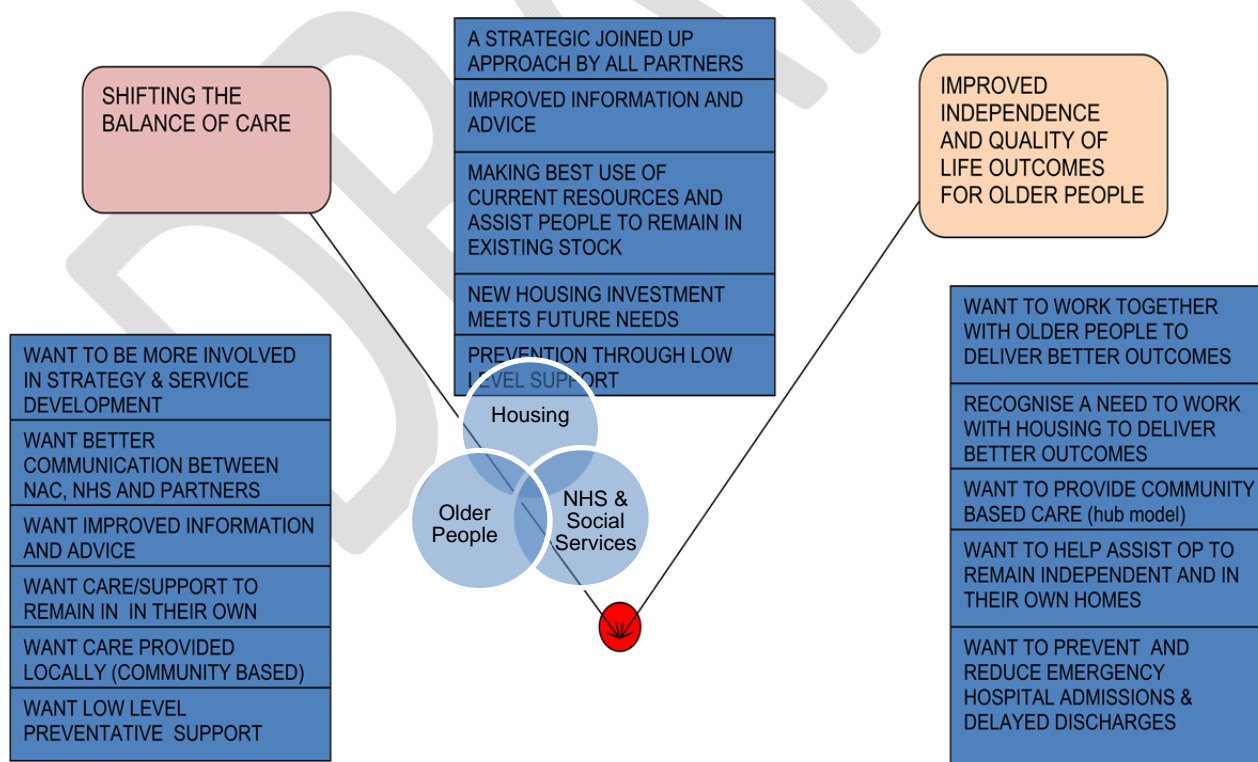 SHIFTING THE
BALANCE OF CARE
A STRATEGIC JOINED UP
APPROACH BY ALL PARTNERS
IMPROVED INFORMATION AND
ADVICE
MAKING BEST USE OF
CURRENT RESOURCES AND
ASSIST PEOPLE TO REMAIN IN
EXISTING STOCK
NEW HOUSING INVESTMENT
MEETS FUTURE NEEDS
PREVENTION THROUGH LOW
LEVEL SUPPORT
IMPROVED
INDEPENDENCE
AND QUALITY OF
LIFE OUTCOMES
FOR OLDER PEOPLE
WANT TO BE MORE INVOLVED
IN STRATEGY & SERVICE
DEVELOPMENT
WANT BETTER
COMMUNICATION BETWEEN
NAC, NHS AND PARTNERS
WANT IMPROVED INFORMATION
AND ADVICE
WANT CARE/SUPPORT TO
REMAIN IN  IN THEIR OWN
WANT CARE PROVIDED
LOCALLY (COMMUNITY BASED)
WANT LOW LEVEL
PREVENTATIVE  SUPPORT
Housing
Older
People
NHS &
Social
Services
WANT TO WORK TOGETHER
WITH OLDER PEOPLE TO
DELIVER BETTER OUTCOMES
RECOGNISE A NEED TO WORK
WITH HOUSING TO DELIVER
BETTER OUTCOMES
WANT TO PROVIDE COMMUNITY
BASED CARE (hub model)
WANT TO HELP ASSIST OP TO
REMAIN INDEPENDENT AND IN
THEIR OWN HOMES
WANT TO PREVENT  AND
REDUCE EMERGENCY
HOSPITAL ADMISSIONS &
DELAYED DISCHARGES